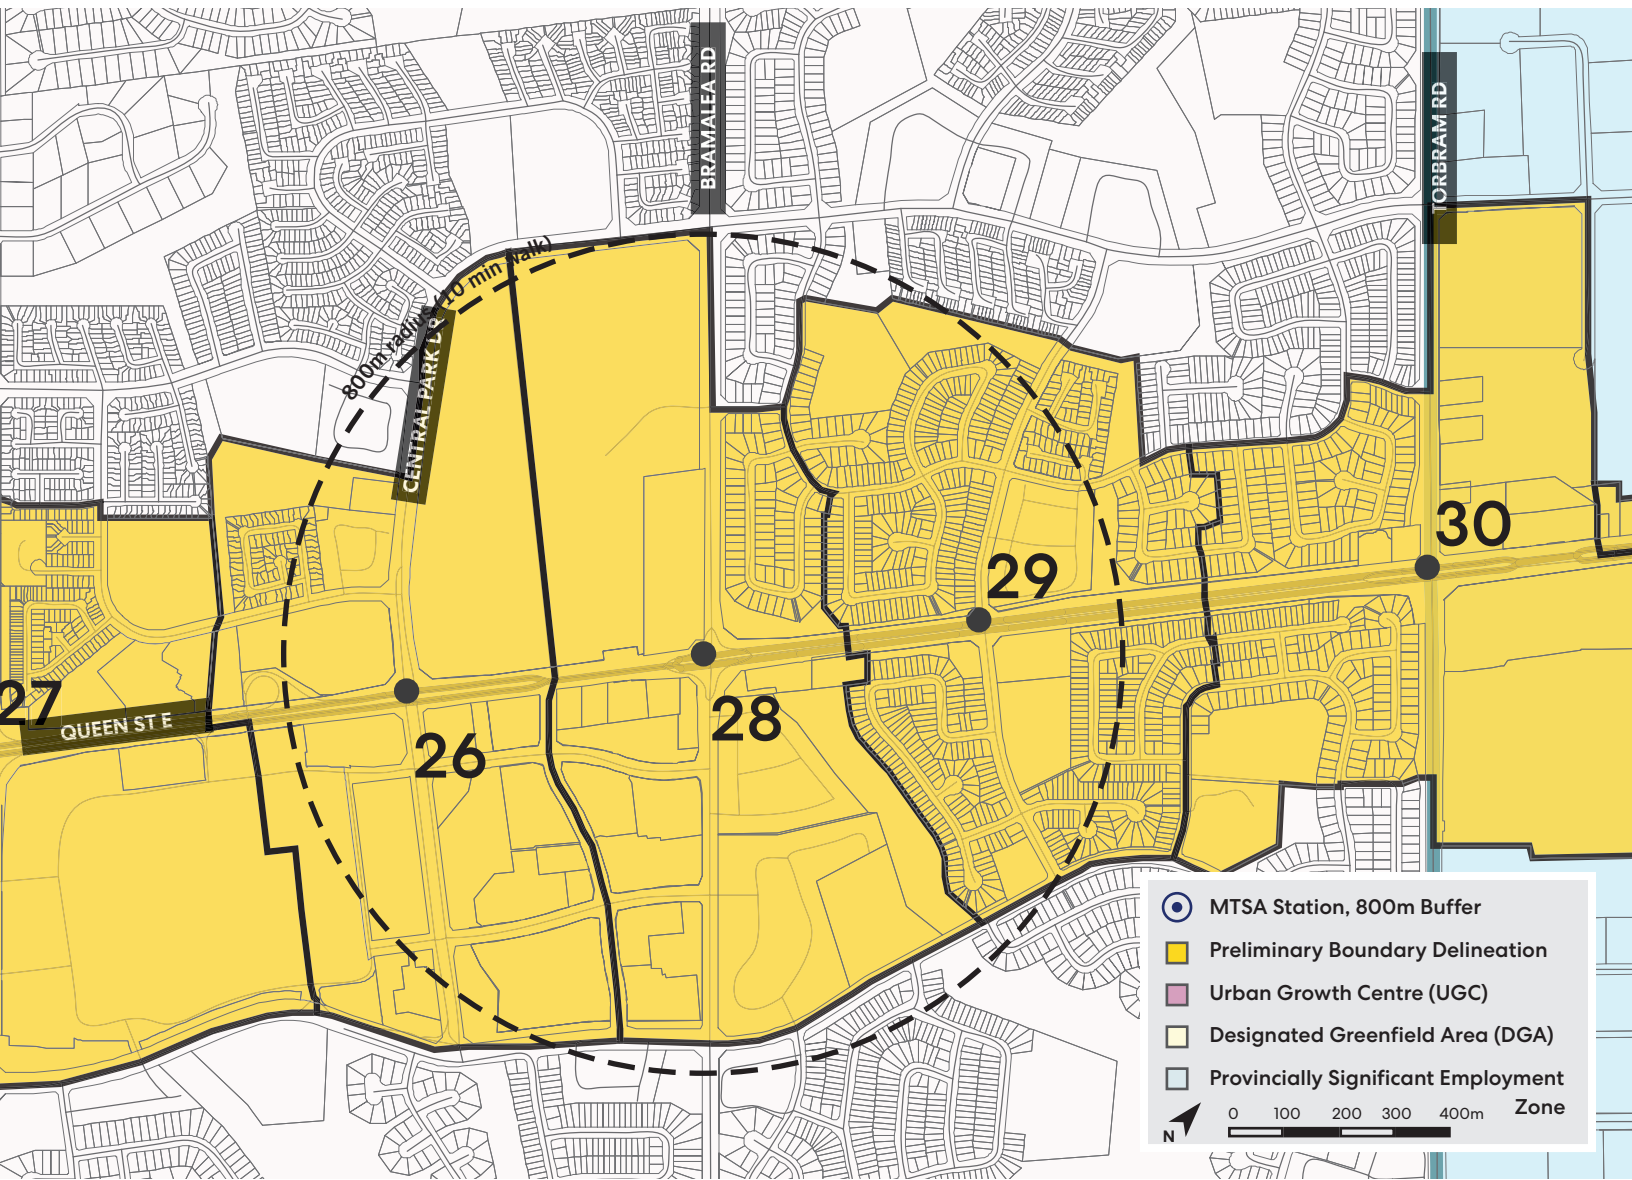 BRAMALEA RD
TORBRAM RD
800m radius (10 min walk)
CENTRAL PARK DR
30
29
27
QUEEN ST E
28
26
MTSA Station, 800m Buffer
Preliminary Boundary Delineation
Urban Growth Centre (UGC)
Designated Greenfield Area (DGA)
Provincially Significant Employment
Zone
0 100 200 300 400m
N